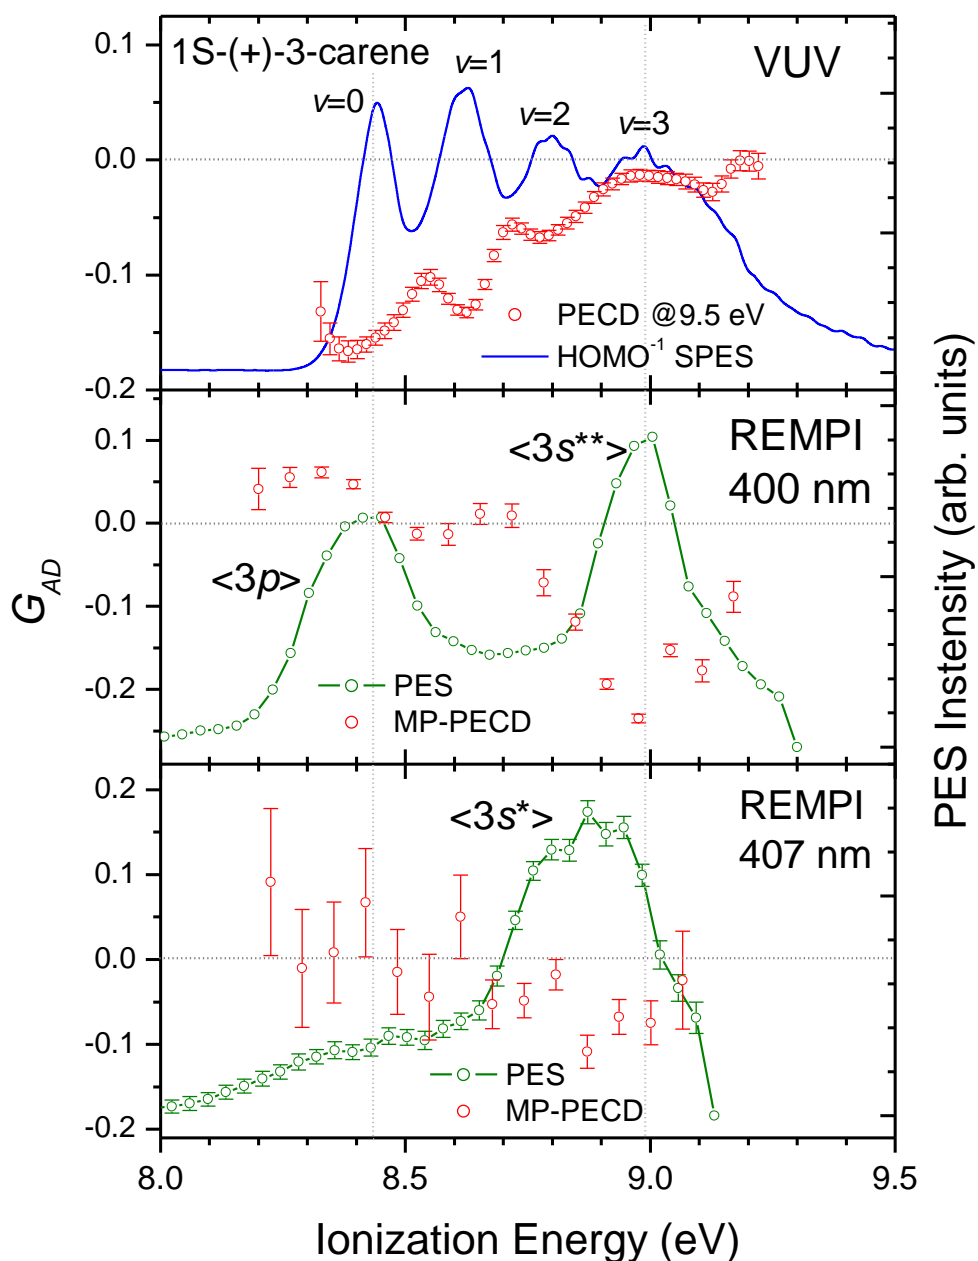 1S-(+)-3-carene
VUV
v=0
v=1
v=2
v=3
PECD @9.5 eV
HOMO-1 SPES
0.1
0.0
-0.1
-0.2
REMPI
400 nm
<3s**>
<3p>
PES
MP-PECD
0.1
0.0
-0.1
-0.2
REMPI
407 nm
<3s*>
PES
MP-PECD
0.2
0.1
0.0
-0.1
-0.2
8.0 8.5 9.0 9.5
Ionization Energy (eV)
GAD
PES Instensity (arb. units)